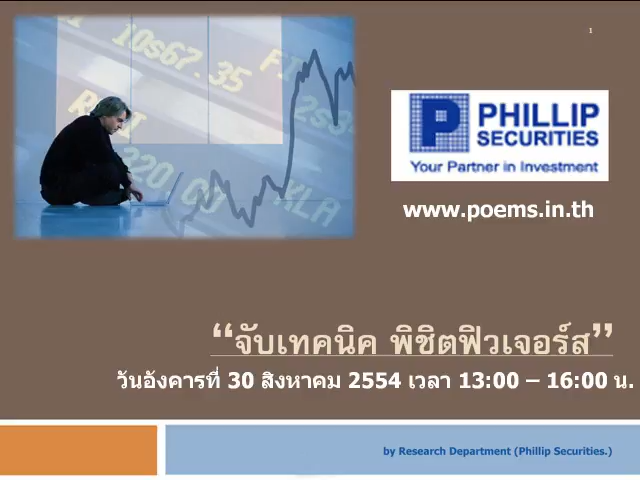 1
10s67.35
PHILLIP
SECURITIES
Your Partner in Investment
www.poems.in.th
“จับเทคนิค พิชิตฟิวเจอร์ส”
วันอังคารที่ 30 สิงหาคม 2554 เวลา 13:00 – 16:00 น.
by Research Department (Phillip Securities.)